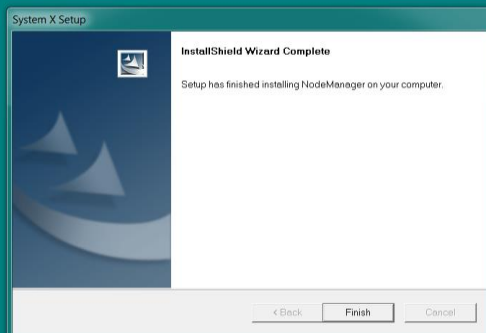 System X Setup
InstallShield Wizard Complete
Setup has finished installing NodeManager on your computer.
< Back
Finish
Cancel